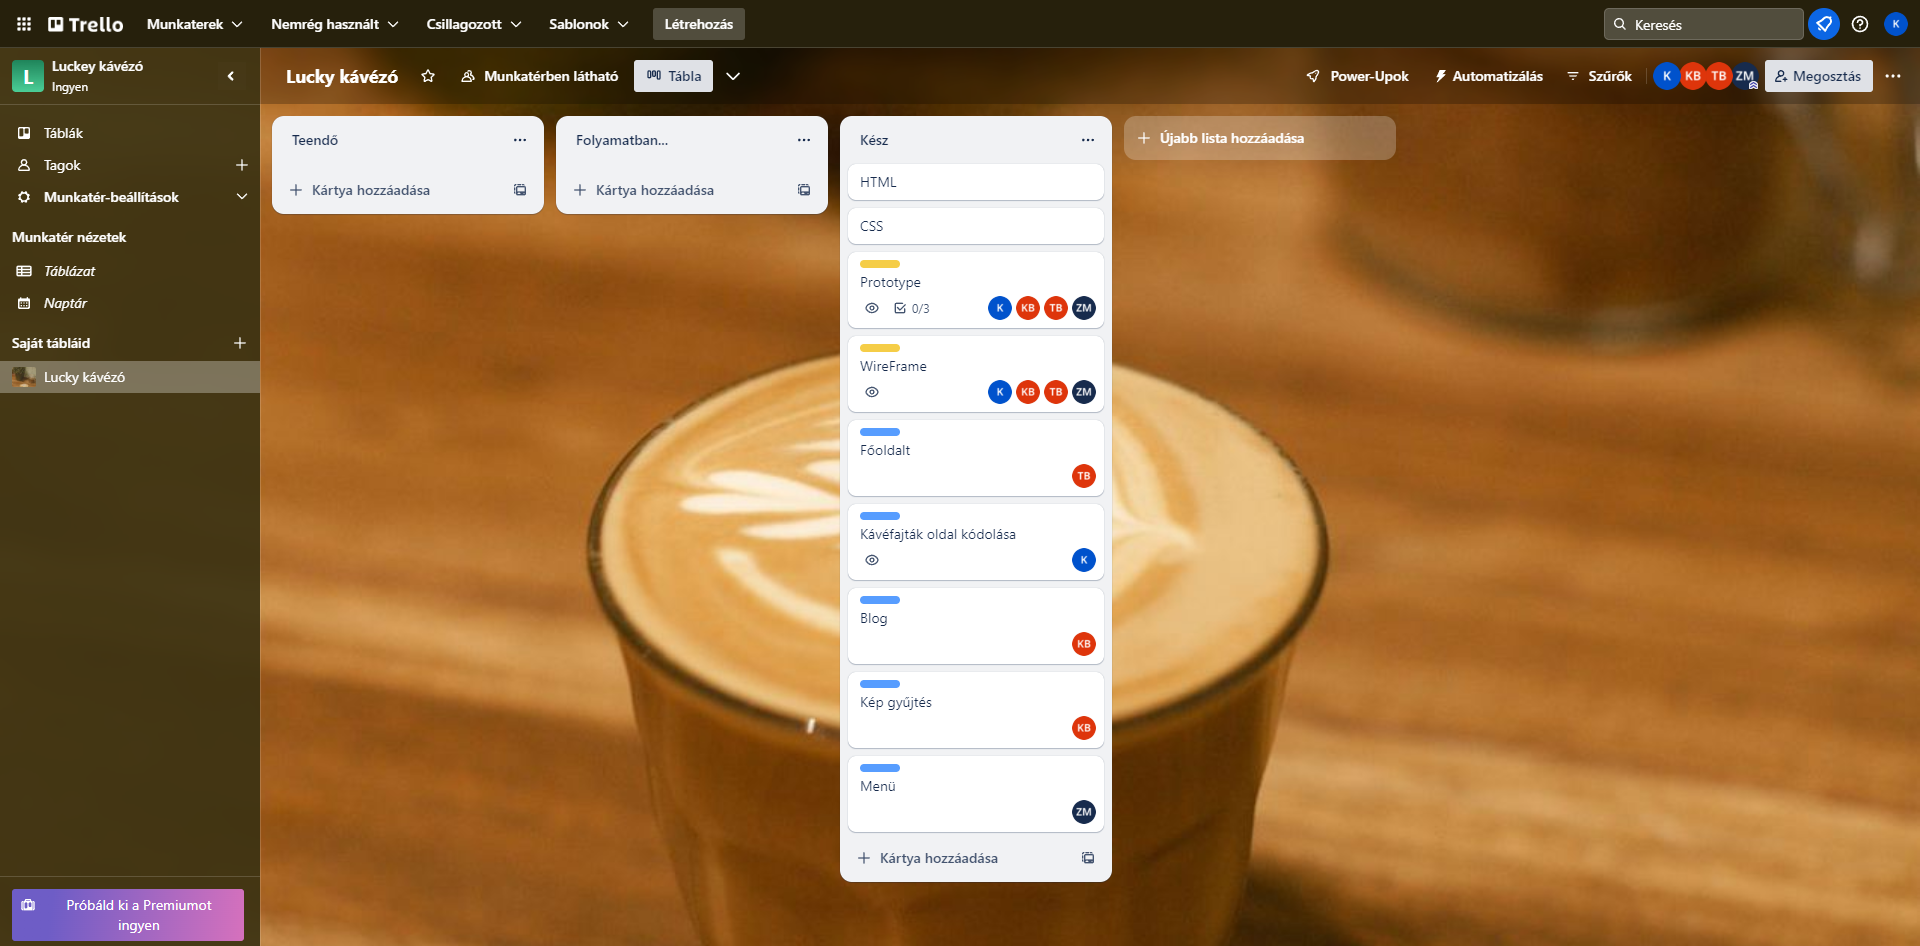 Trello
Munkaterek
Nemrég használt
Csillagozott
Sablonok
Létrehozás
Keresés
K
L
Luckey kávézó
Ingyen
Lucky kávézó
Munkatérben látható
Tábla
Power-Upok
Automatizálás
Szűrők
K KB TB ZM
Megosztás
Táblák
Tagok
Munkatér-beállítások
Munkatér nézetek
Táblázat
Naptár
Saját tábláid
Lucky kávézó
Próbáld ki a Premiumot
ingyen
Teendő
Kártya hozzáadása
Folyamatban...
Kártya hozzáadása
Kész
HTML
CSS
Prototype
0/3
K KB TB ZM
WireFrame
K KB TB ZM
Főoldalt
TB
Kávéfajták oldal kódolása
K
Blog
KB
Kép gyűjtés
KB
Menü
ZM
Kártya hozzáadása
Újabb lista hozzáadása